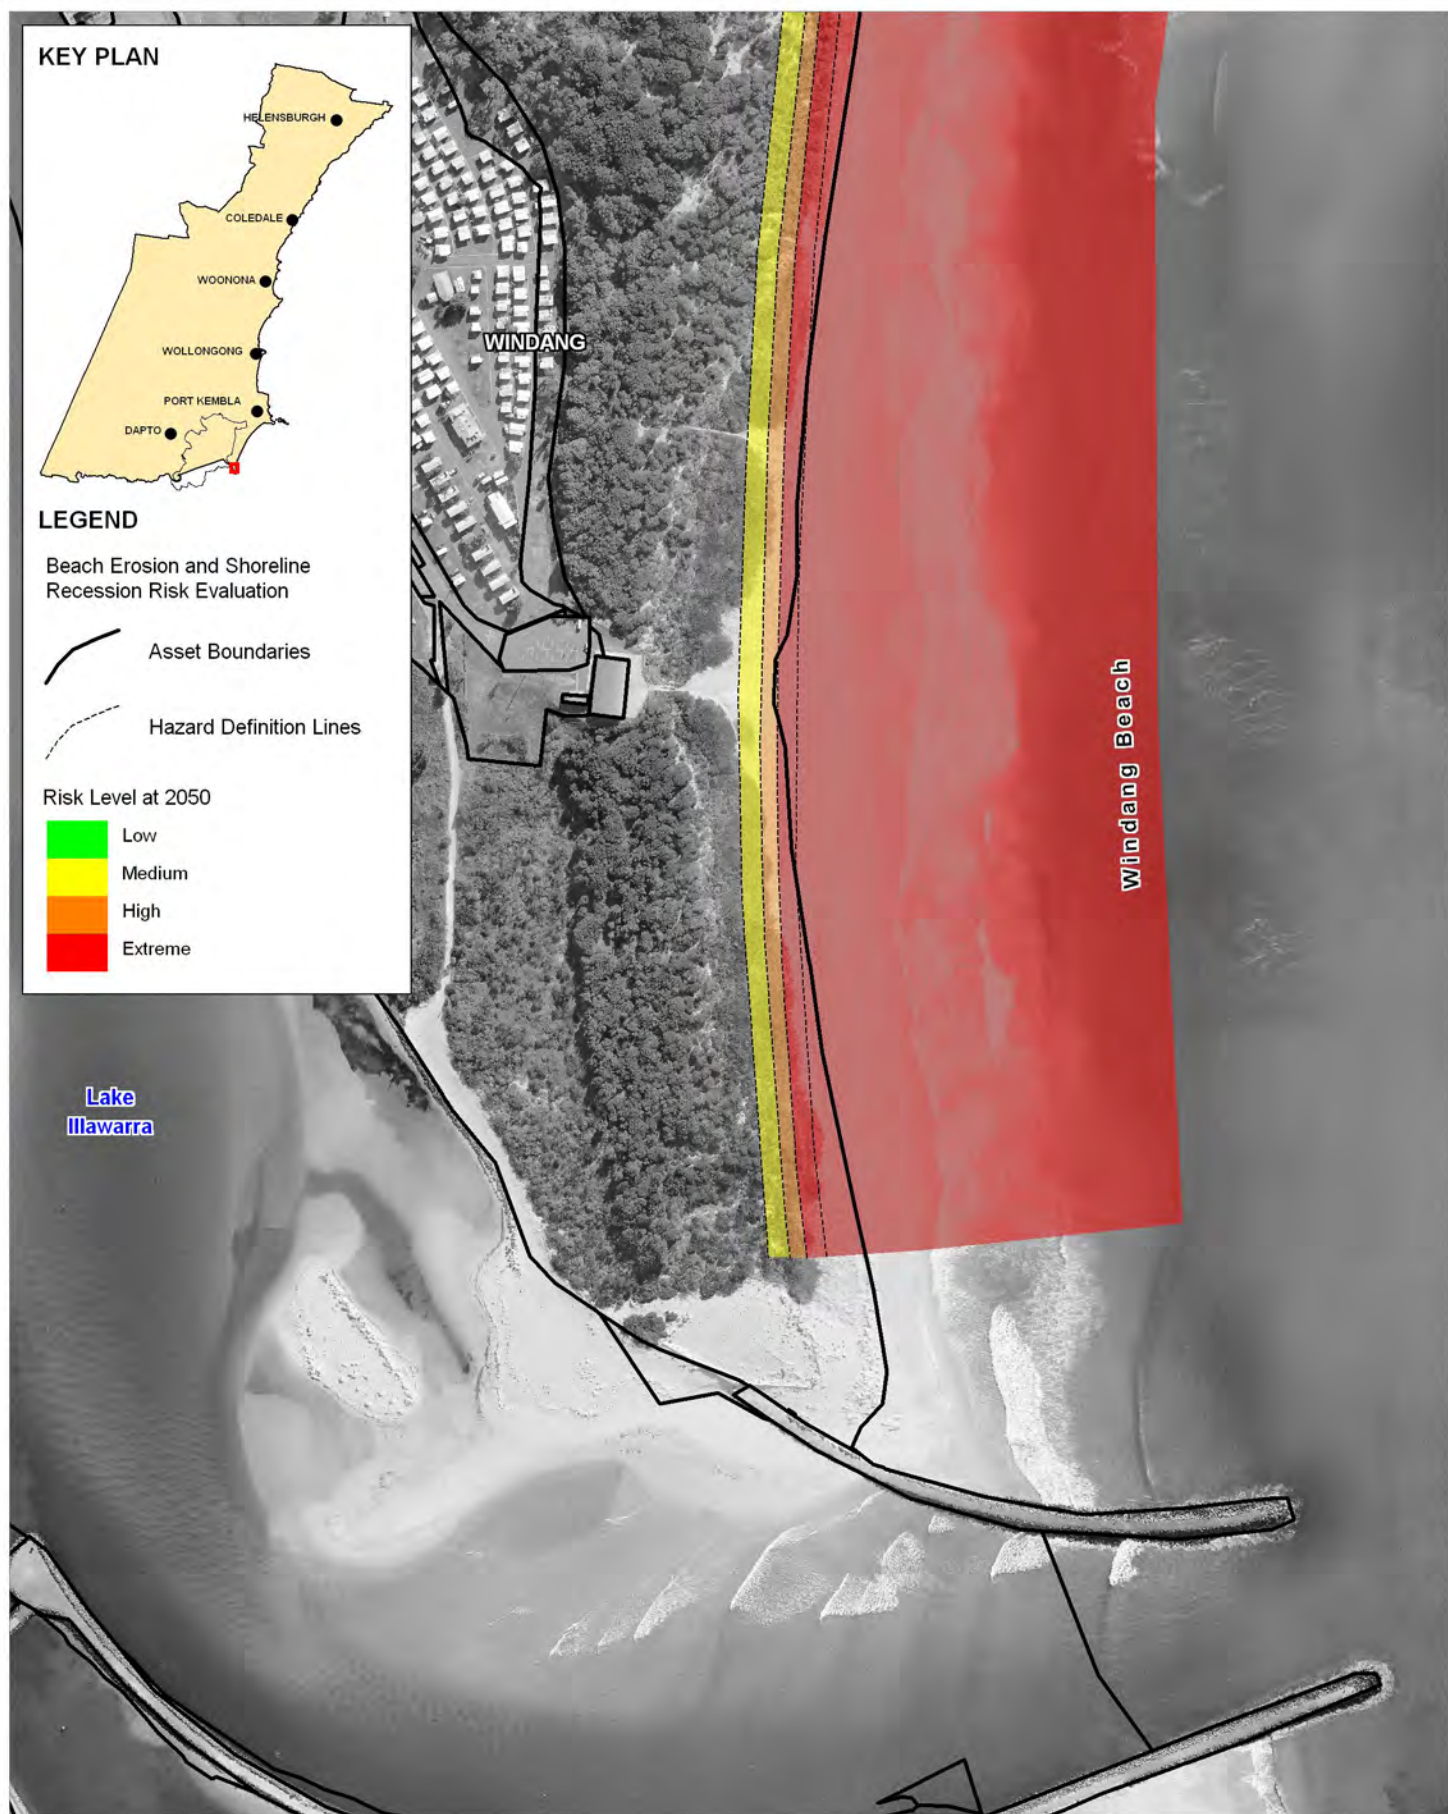 KEY PLAN
HELENSBURGH
COLEDALE
WOONONA
WOLLONGONG
PORT KEMBLA
DAPTO
LEGEND
Beach Erosion and Shoreline
Recession Risk Evaluation
Asset Boundaries
Hazard Definition Lines
Risk Level at 2050
Low
Medium
High
Extreme
WINDANG
Windang Beach
Lake
Illawarra